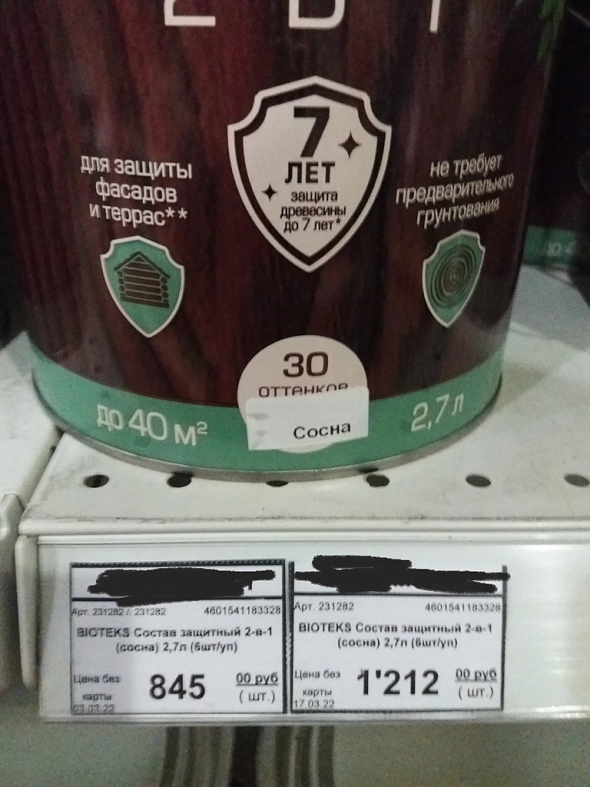 2 В 1
7
ЛЕТ
защита
древесины
до 7 лет*
для защиты
фасадов
и террас**
не требует
предварительного
грунтования
30
ОТТЕНКОВ
Сосна
до 40 м²
2,7 л
Арт. 231282 /: 231282 4601541183328
BIOTEKS Состав защитный 2-в-1
(сосна) 2,7л (6шт/уп)
Цена без
карты
845 00 руб
( шт.)
03.03.22
Арт. 231282 4601541183328
BIOTEKS Состав защитный 2-в-1
(сосна) 2,7л (6шт/уп)
Цена без
карты
1'212 00 руб
( шт.)
17.03.22